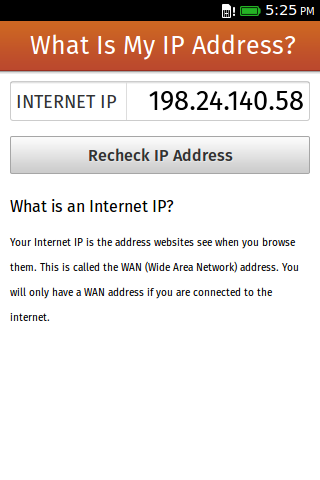 5:25 PM
What Is My IP Address?
INTERNET IP 198.24.140.58
Recheck IP Address
What is an Internet IP?
Your Internet IP is the address websites see when you browse
them. This is called the WAN (Wide Area Network) address. You
will only have a WAN address if you are connected to the
internet.